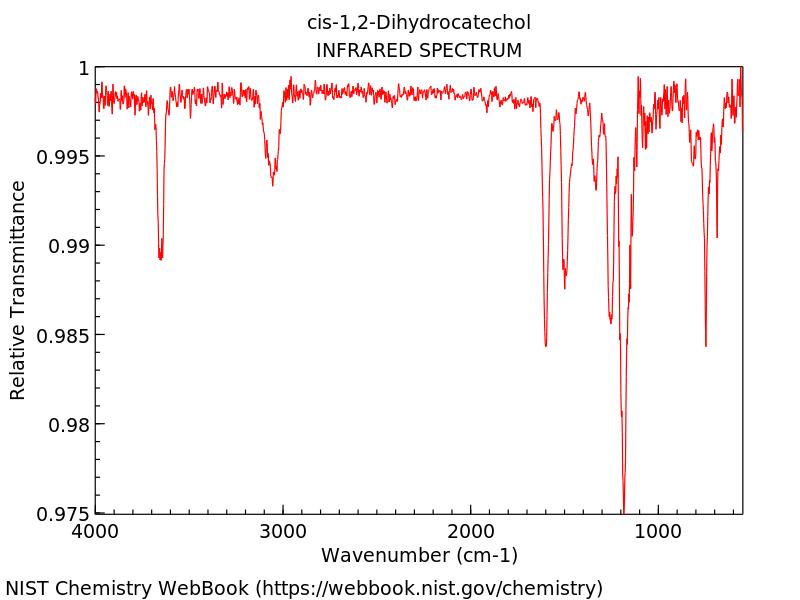 cis-1,2-Dihydrocatechol
INFRARED SPECTRUM
1
0.995
0.99
0.985
0.98
0.975
Relative Transmittance
4000 3000 2000 1000
Wavenumber (cm-1)
NIST Chemistry WebBook (https://webbook.nist.gov/chemistry)